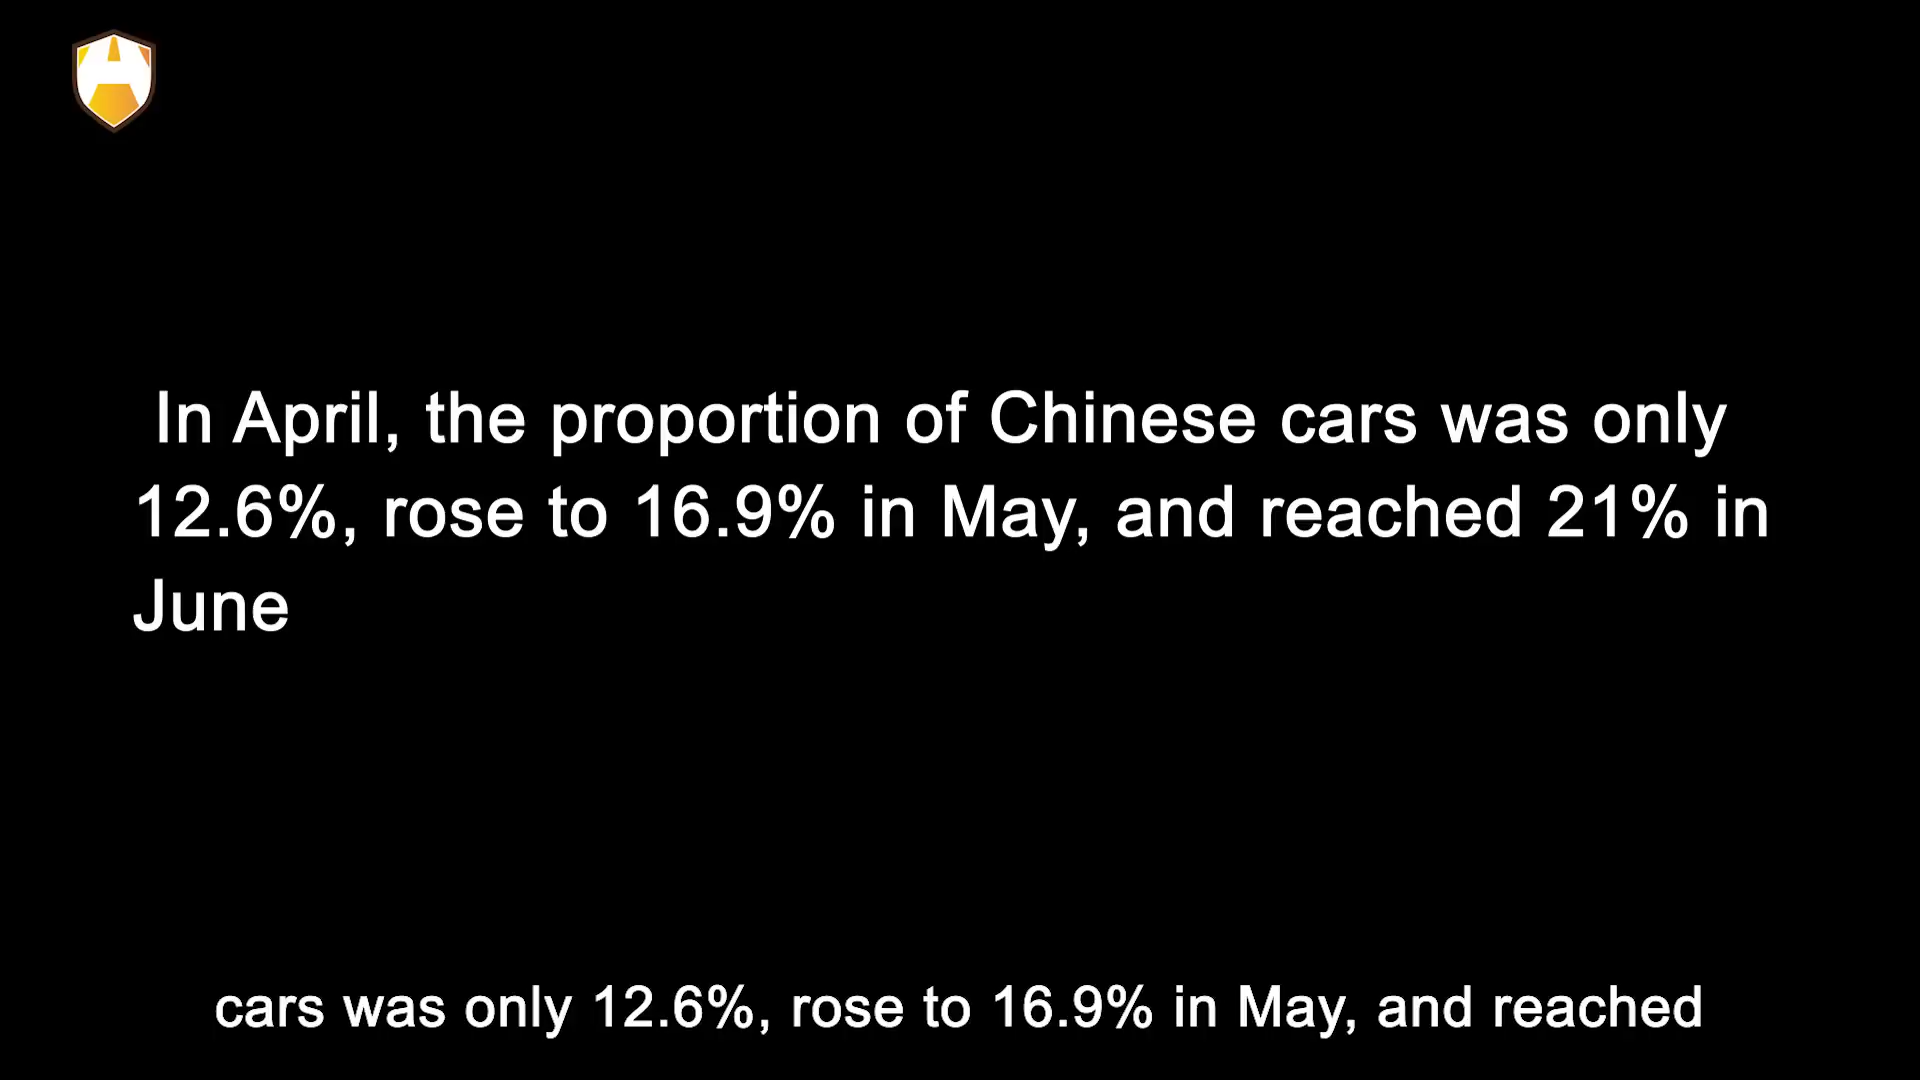 In April, the proportion of Chinese cars was only
12.6%, rose to 16.9% in May, and reached 21% in
June
cars was only 12.6%, rose to 16.9% in May, and reached